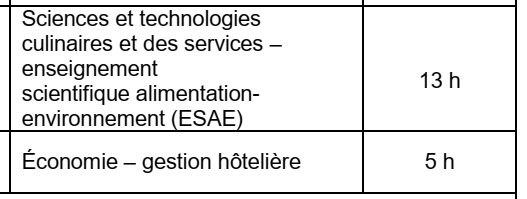 Sciences et technologies
culinaires et des services –
enseignement
scientifique alimentation-
environnement (ESAE)
13 h
Économie – gestion hôtelière
5 h